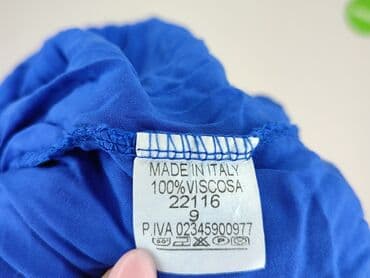 MADE IN ITALY
100%VISCOSA
22116
9
P.IVA 02345900977